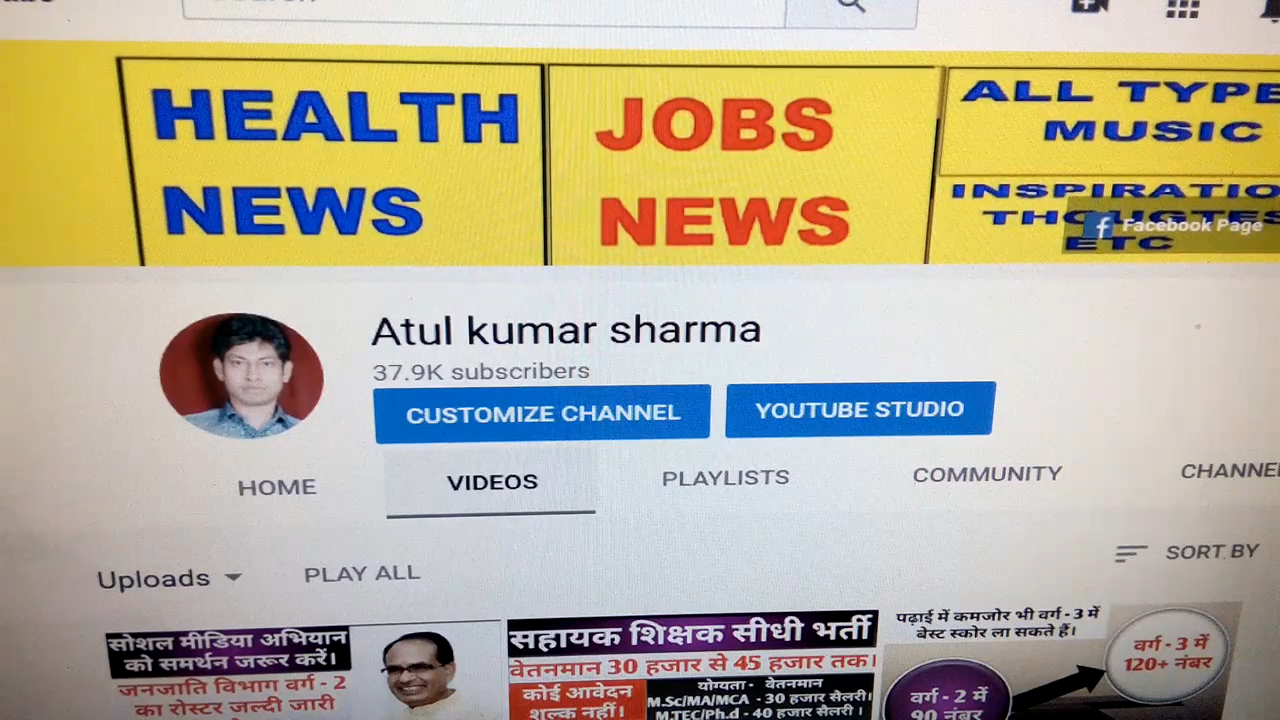 HEALTH
NEWS
JOBS
NEWS
ALL TYPE
MUSIC
INSPIRATIO
ETC
Facebook Page
Atul kumar sharma
37.9K subscribers
CUSTOMIZE CHANNEL
YOUTUBE STUDIO
HOME
VIDEOS
PLAYLISTS
COMMUNITY
CHANNE
Uploads
PLAY ALL
SORT BY
सोशल मीडिया अभियान
को समर्थन जरूर करें।
जनजाति विभाग वर्ग - 2
का रोस्टर जल्दी जारी
सहायक शिक्षक सीधी भर्ती
वेतनमान 30 हजार से 45 हजार तक।
कोई आवेदन
शुल्क नहीं।
योग्यता - वेतनमान
M.Sc/MA/MCA - 30 हजार सैलरी।
M.TEC/Ph.d - 40 हजार सैलरी ।
पढ़ाई में कमजोर भी वर्ग - 3 में
बेस्ट स्कोर ला सकते हैं।
वर्ग - 3 में
120+ नंबर
वर्ग - 2 में
90 नंबर